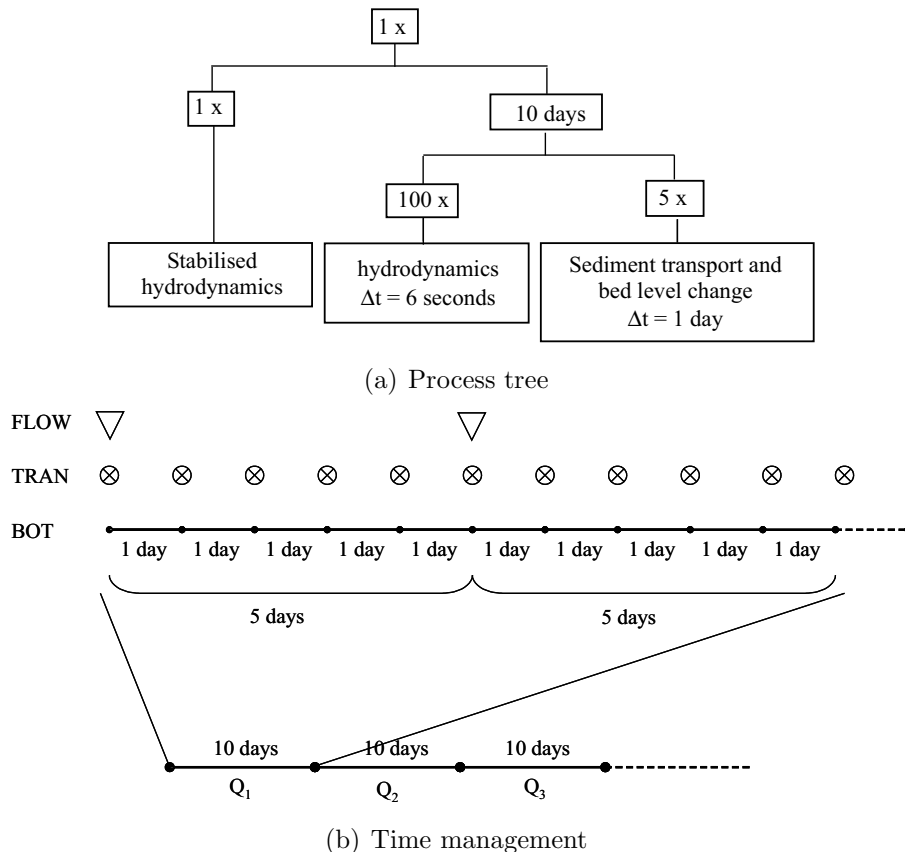 1 x
1 x
10 days
100 x
5 x
Stabilised
hydrodynamics
hydrodynamics
Δt = 6 seconds
Sediment transport and
bed level change
Δt = 1 day
(a) Process tree
FLOW
TRAN
BOT
1 day 1 day 1 day 1 day 1 day 1 day 1 day 1 day 1 day 1 day
5 days 5 days
10 days 10 days 10 days
Q₁ Q₂ Q₃
(b) Time management